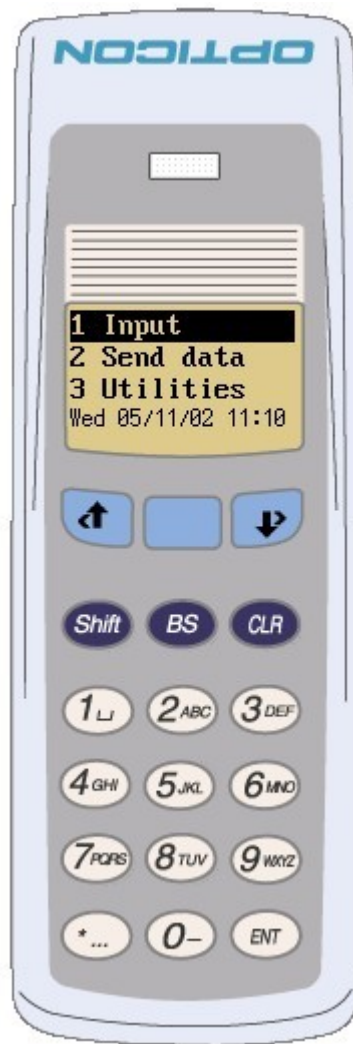 OPTICON
1 Input
2 Send data
3 Utilities
Wed 05/11/02 11:10
Shift BS CLR
1␣ 2ABC 3DEF
4GHI 5JKL 6MNO
7PQRS 8TUV 9WXYZ
*... 0– ENT